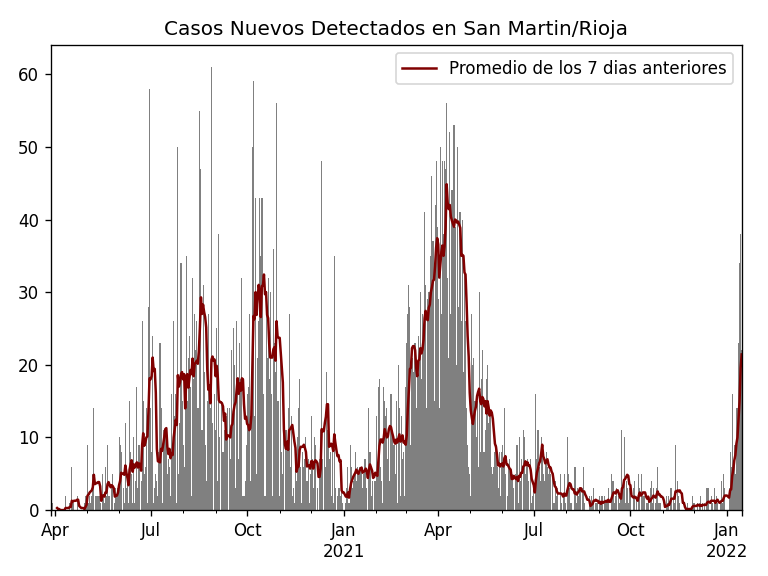 Casos Nuevos Detectados en San Martin/Rioja
Promedio de los 7 dias anteriores
60
50
40
30
20
10
0
Apr Jul Oct Jan Apr Jul Oct Jan
2021 2022